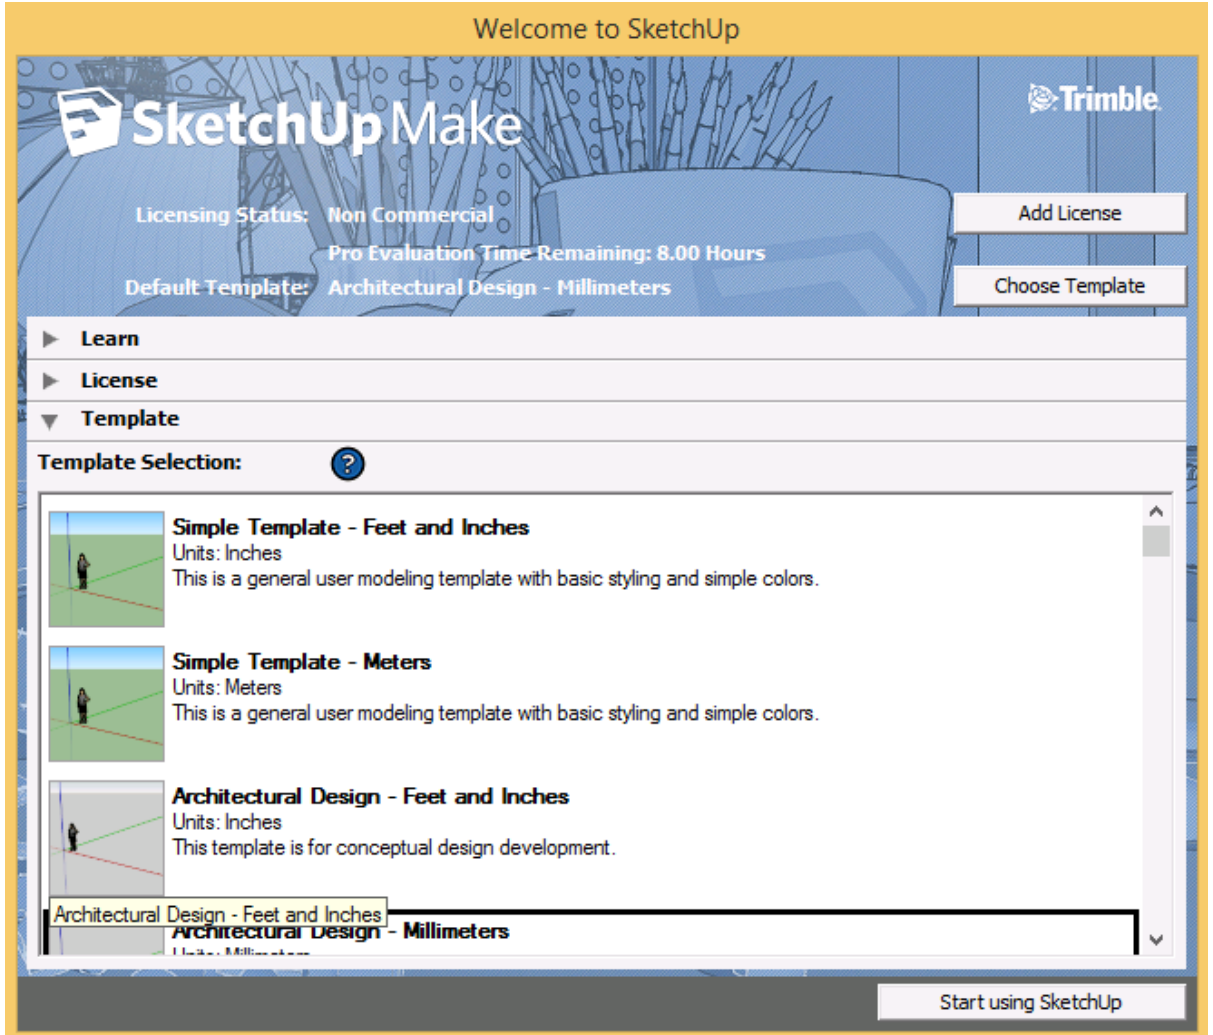 Welcome to SketchUp
SketchUp Make
Trimble.
Licensing Status: Non Commercial
Add License
Pro Evaluation Time Remaining: 8.00 Hours
Default Template: Architectural Design - Millimeters
Choose Template
Learn
License
Template
Template Selection: ?
Simple Template - Feet and Inches
Units: Inches
This is a general user modeling template with basic styling and simple colors.
Simple Template - Meters
Units: Meters
This is a general user modeling template with basic styling and simple colors.
Architectural Design - Feet and Inches
Units: Inches
This template is for conceptual design development.
Architectural Design - Feet and Inches
Architectural Design - Millimeters
Units: Millimeters
Start using SketchUp